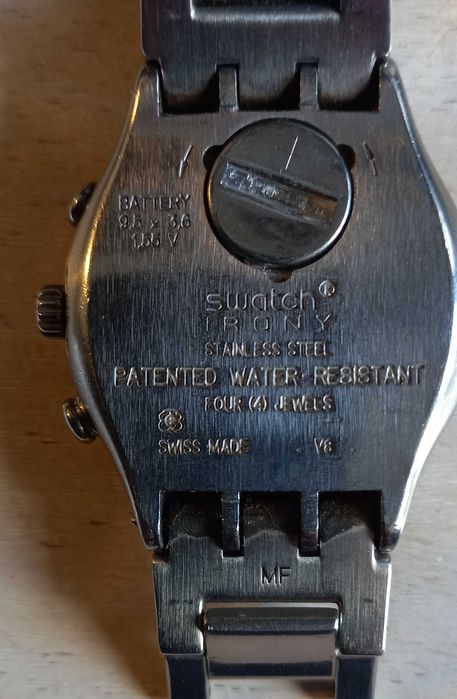 BATTERY
9,5 x 3,6
1,55 V
swatch®
IRONY
STAINLESS STEEL
PATENTED WATER-RESISTANT
FOUR (4) JEWELS
SWISS MADE V8
MF